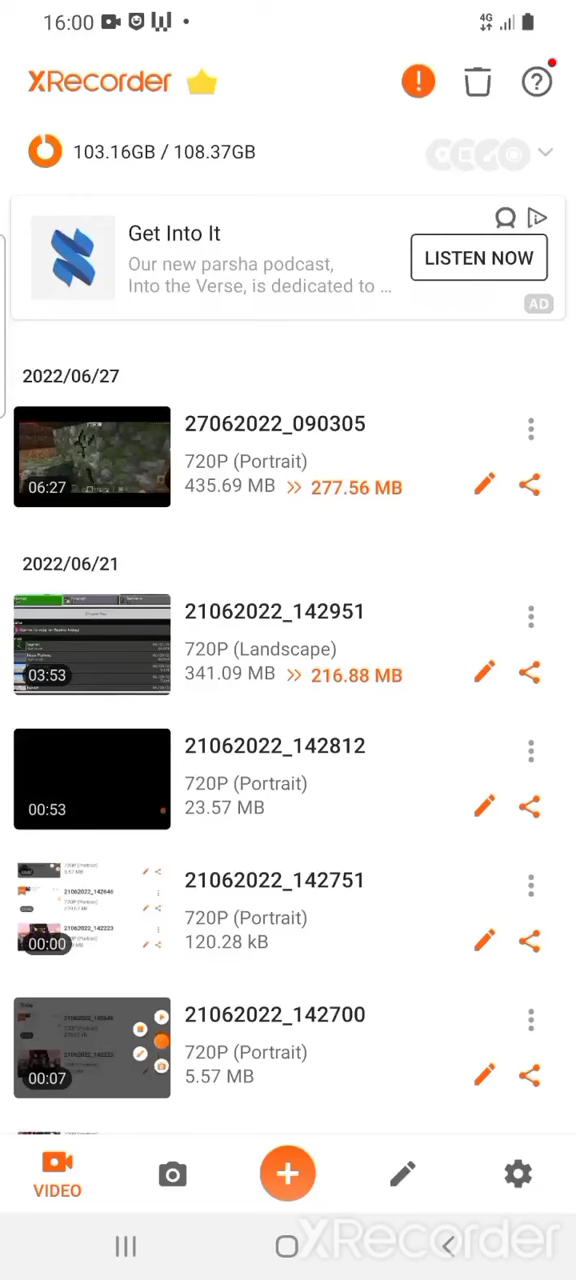 16:00
4G
XRecorder
103.16GB / 108.37GB
Get Into It
Our new parsha podcast,
Into the Verse, is dedicated to ...
LISTEN NOW
AD
2022/06/27
27062022_090305
720P (Portrait)
435.69 MB >> 277.56 MB
06:27
2022/06/21
21062022_142951
720P (Landscape)
341.09 MB >> 216.88 MB
03:53
21062022_142812
720P (Portrait)
23.57 MB
00:53
21062022_142751
720P (Portrait)
120.28 kB
21062022_142646
21062022_142223
00:00
21062022_142700
720P (Portrait)
5.57 MB
00:07
VIDEO
XRecorder